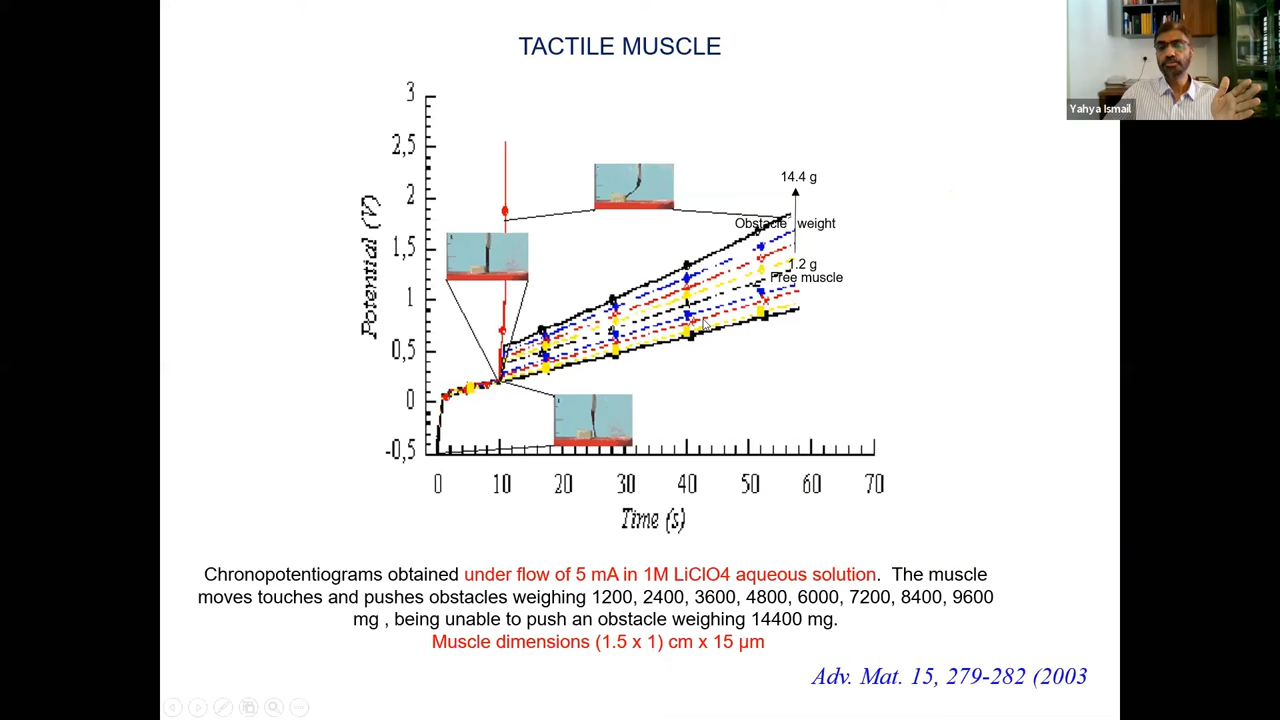 TACTILE MUSCLE
Yahya Ismail
3
2,5
2
1,5
1
0,5
0
-0,5
Potential (V)
14.4 g
Obstacle weight
1.2 g
Free muscle
0 10 20 30 40 50 60 70
Time (s)
Chronopotentiograms obtained under flow of 5 mA in 1M LiClO4 aqueous solution. The muscle
moves touches and pushes obstacles weighing 1200, 2400, 3600, 4800, 6000, 7200, 8400, 9600
mg , being unable to push an obstacle weighing 14400 mg.
Muscle dimensions (1.5 x 1) cm x 15 µm
Adv. Mat. 15, 279-282 (2003